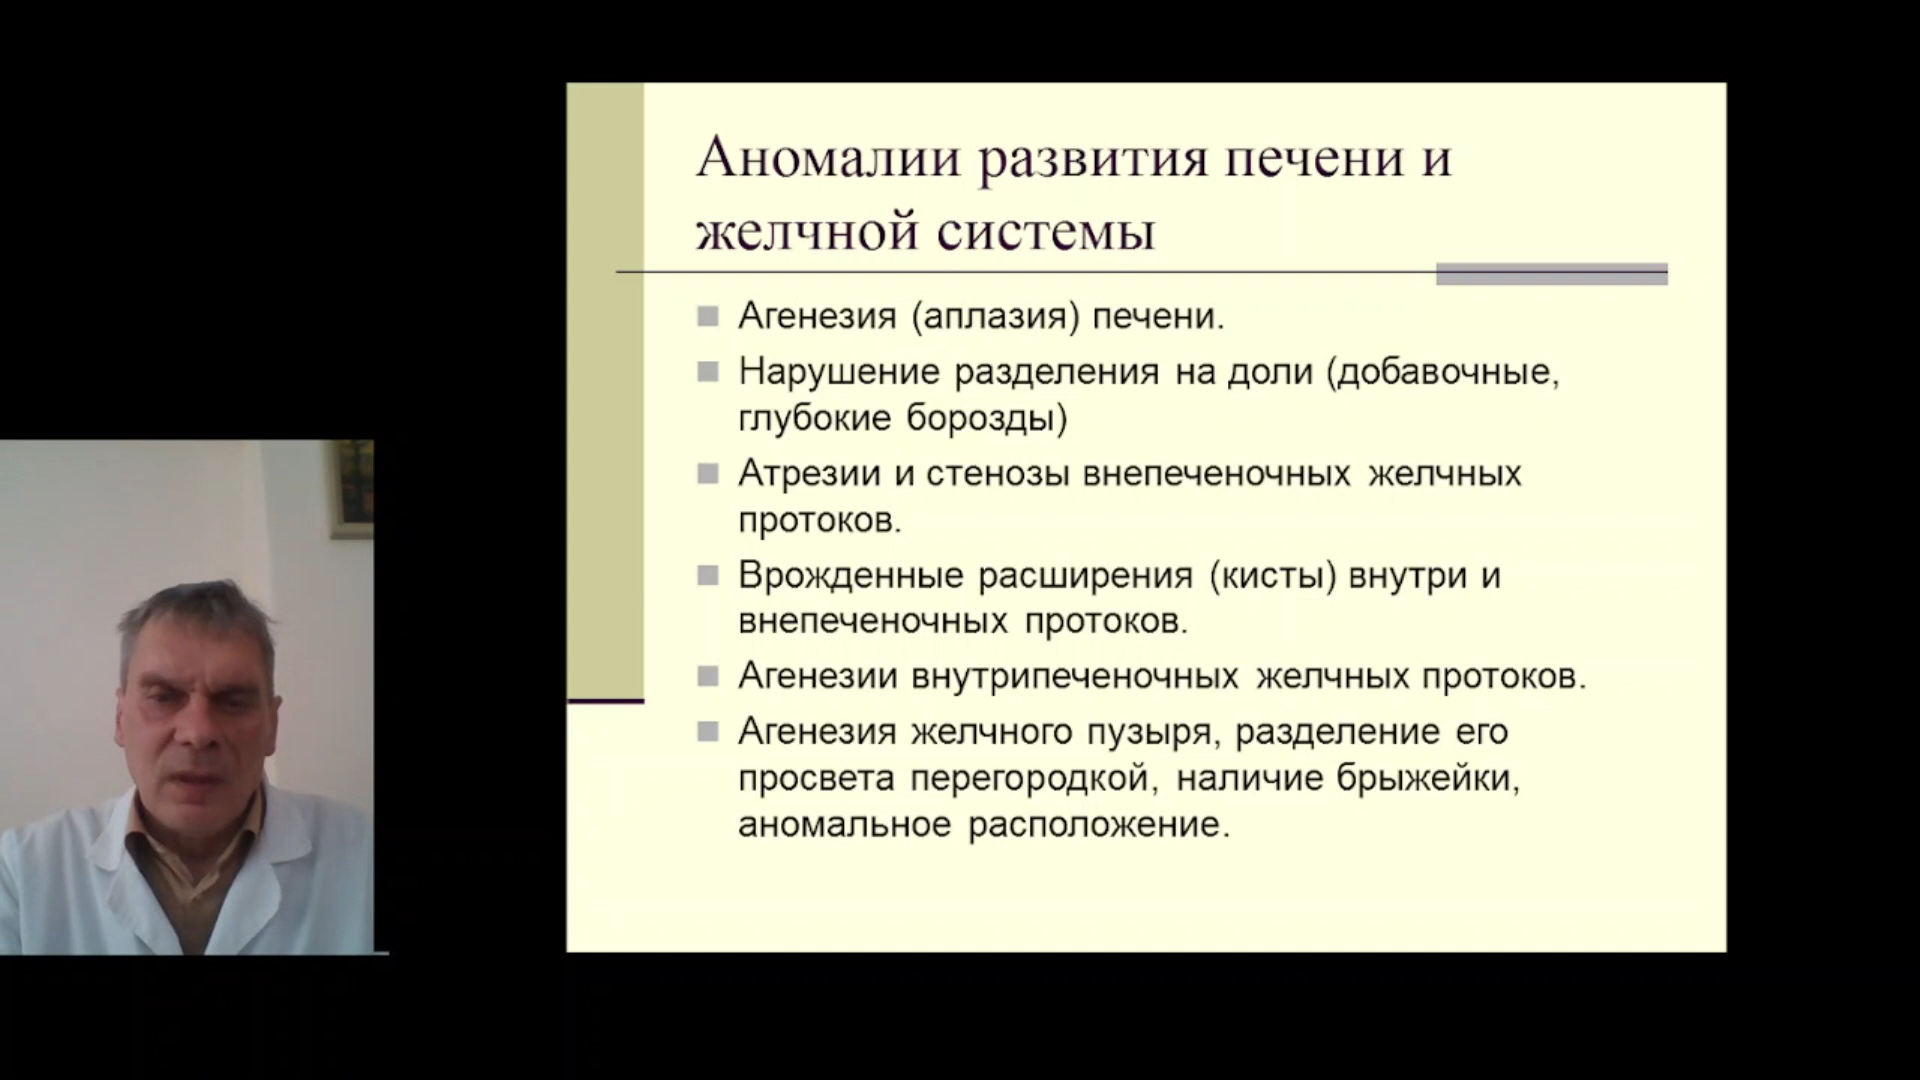 Аномалии развития печени и
желчной системы
Агенезия (аплазия) печени.
Нарушение разделения на доли (добавочные,
глубокие борозды)
Атрезии и стенозы внепеченочных желчных
протоков.
Врожденные расширения (кисты) внутри и
внепеченочных протоков.
Агенезии внутрипеченочных желчных протоков.
Агенезия желчного пузыря, разделение его
просвета перегородкой, наличие брыжейки,
аномальное расположение.